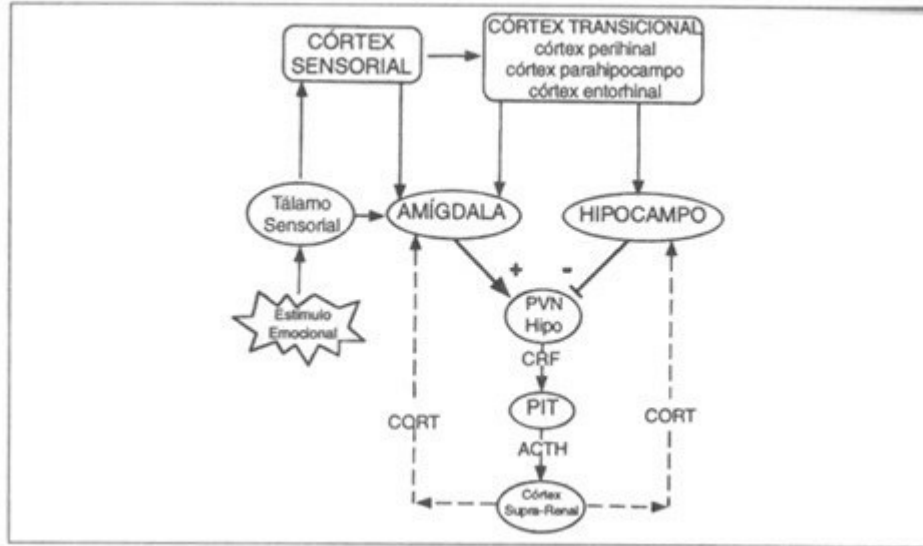 CÓRTEX
SENSORIAL
CÓRTEX TRANSICIONAL
córtex perihinal
córtex parahipocampo
córtex entorhinal
Tálamo
Sensorial
AMÍGDALA
HIPOCAMPO
+
-
Estimulo
Emocional
PVN
Hipo
CRF
PIT
CORT
CORT
ACTH
Córtex
Supra-Renal